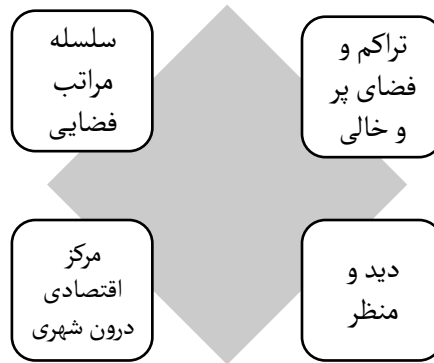 تراکم و
فضای پر
و خالی
سلسله
مراتب
فضایی
دید و
منظر
مرکز
اقتصادی
درون شهری